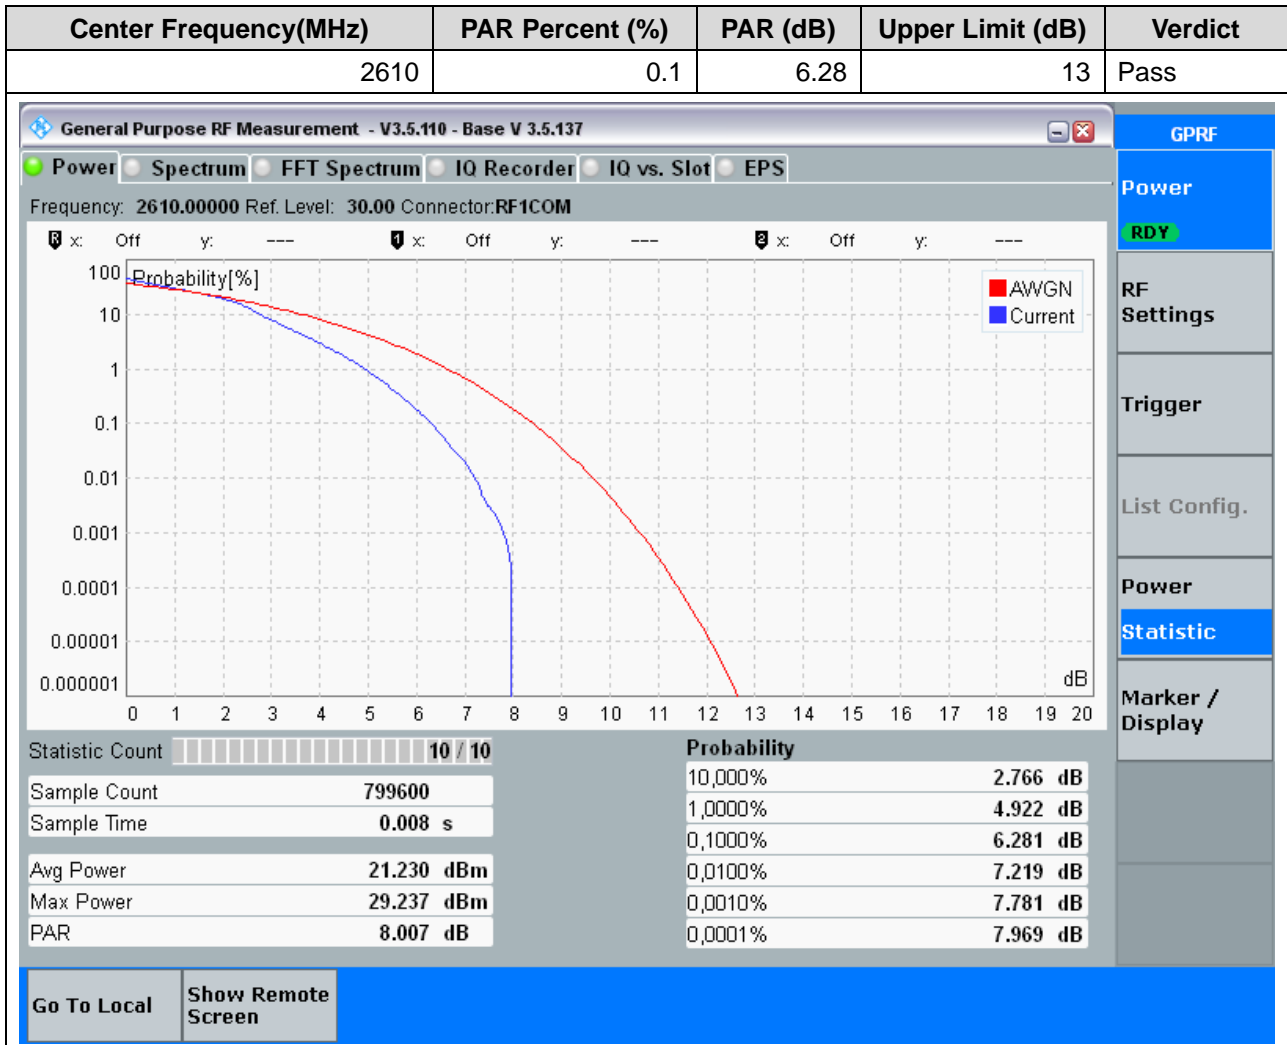 Center Frequency(MHz) PAR Percent (%) PAR (dB) Upper Limit (dB) Verdict
2610 0.1 6.28 13 Pass
General Purpose RF Measurement - V3.5.110 - Base V 3.5.137
GPRF
Power Spectrum FFT Spectrum IQ Recorder IQ vs. Slot EPS
Power
RDY
Frequency: 2610.00000 Ref. Level: 30.00 Connector:RF1COM
R x: Off y: --- 1 x: Off y: --- 2 x: Off y: ---
100 Probability[%]
AWGN
Current
10
1
0.1
0.01
0.001
0.0001
0.00001
0.000001
dB
0 1 2 3 4 5 6 7 8 9 10 11 12 13 14 15 16 17 18 19 20
RF
Settings
Trigger
List Config.
Power
Statistic
Marker /
Display
Statistic Count 10 / 10
Sample Count 799600
Sample Time 0.008 s
Avg Power 21.230 dBm
Max Power 29.237 dBm
PAR 8.007 dB
Probability
10,000% 2.766 dB
1,0000% 4.922 dB
0,1000% 6.281 dB
0,0100% 7.219 dB
0,0010% 7.781 dB
0,0001% 7.969 dB
Go To Local
Show Remote
Screen